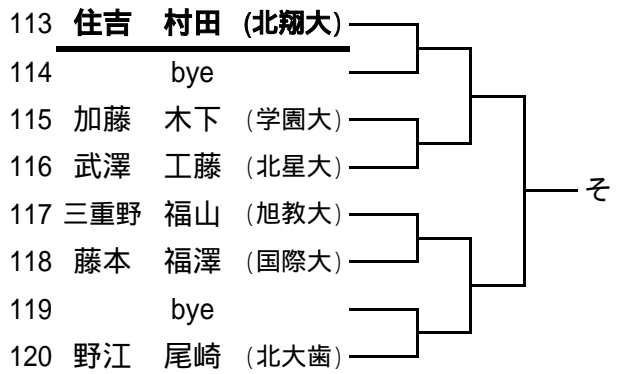 113 住吉 村田 (北翔大)
114 bye
115 加藤 木下 (学園大)
116 武澤 工藤 (北星大)
117 三重野 福山 (旭教大)
118 藤本 福澤 (国際大)
119 bye
120 野江 尾崎 (北大歯)
そ